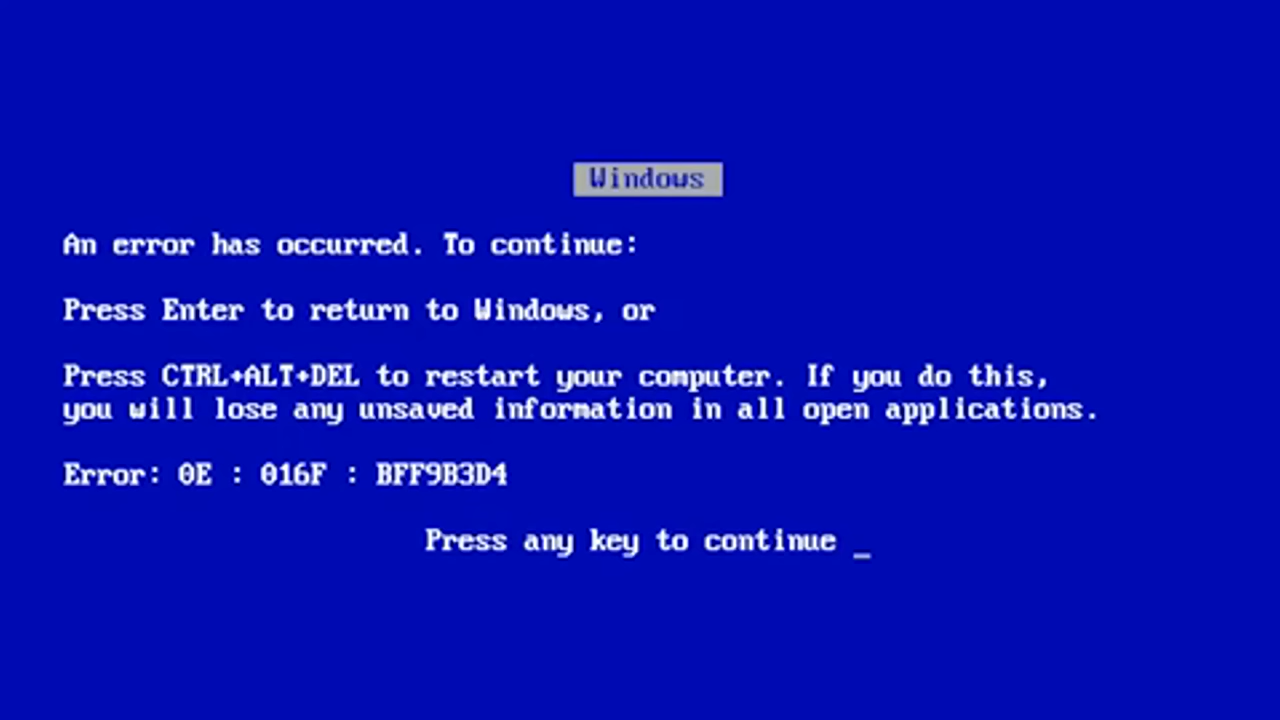 Windows
An error has occurred. To continue:
Press Enter to return to Windows, or
Press CTRL+ALT+DEL to restart your computer. If you do this,
you will lose any unsaved information in all open applications.
Error: 0E : 016F : BFF9B3D4
Press any key to continue _